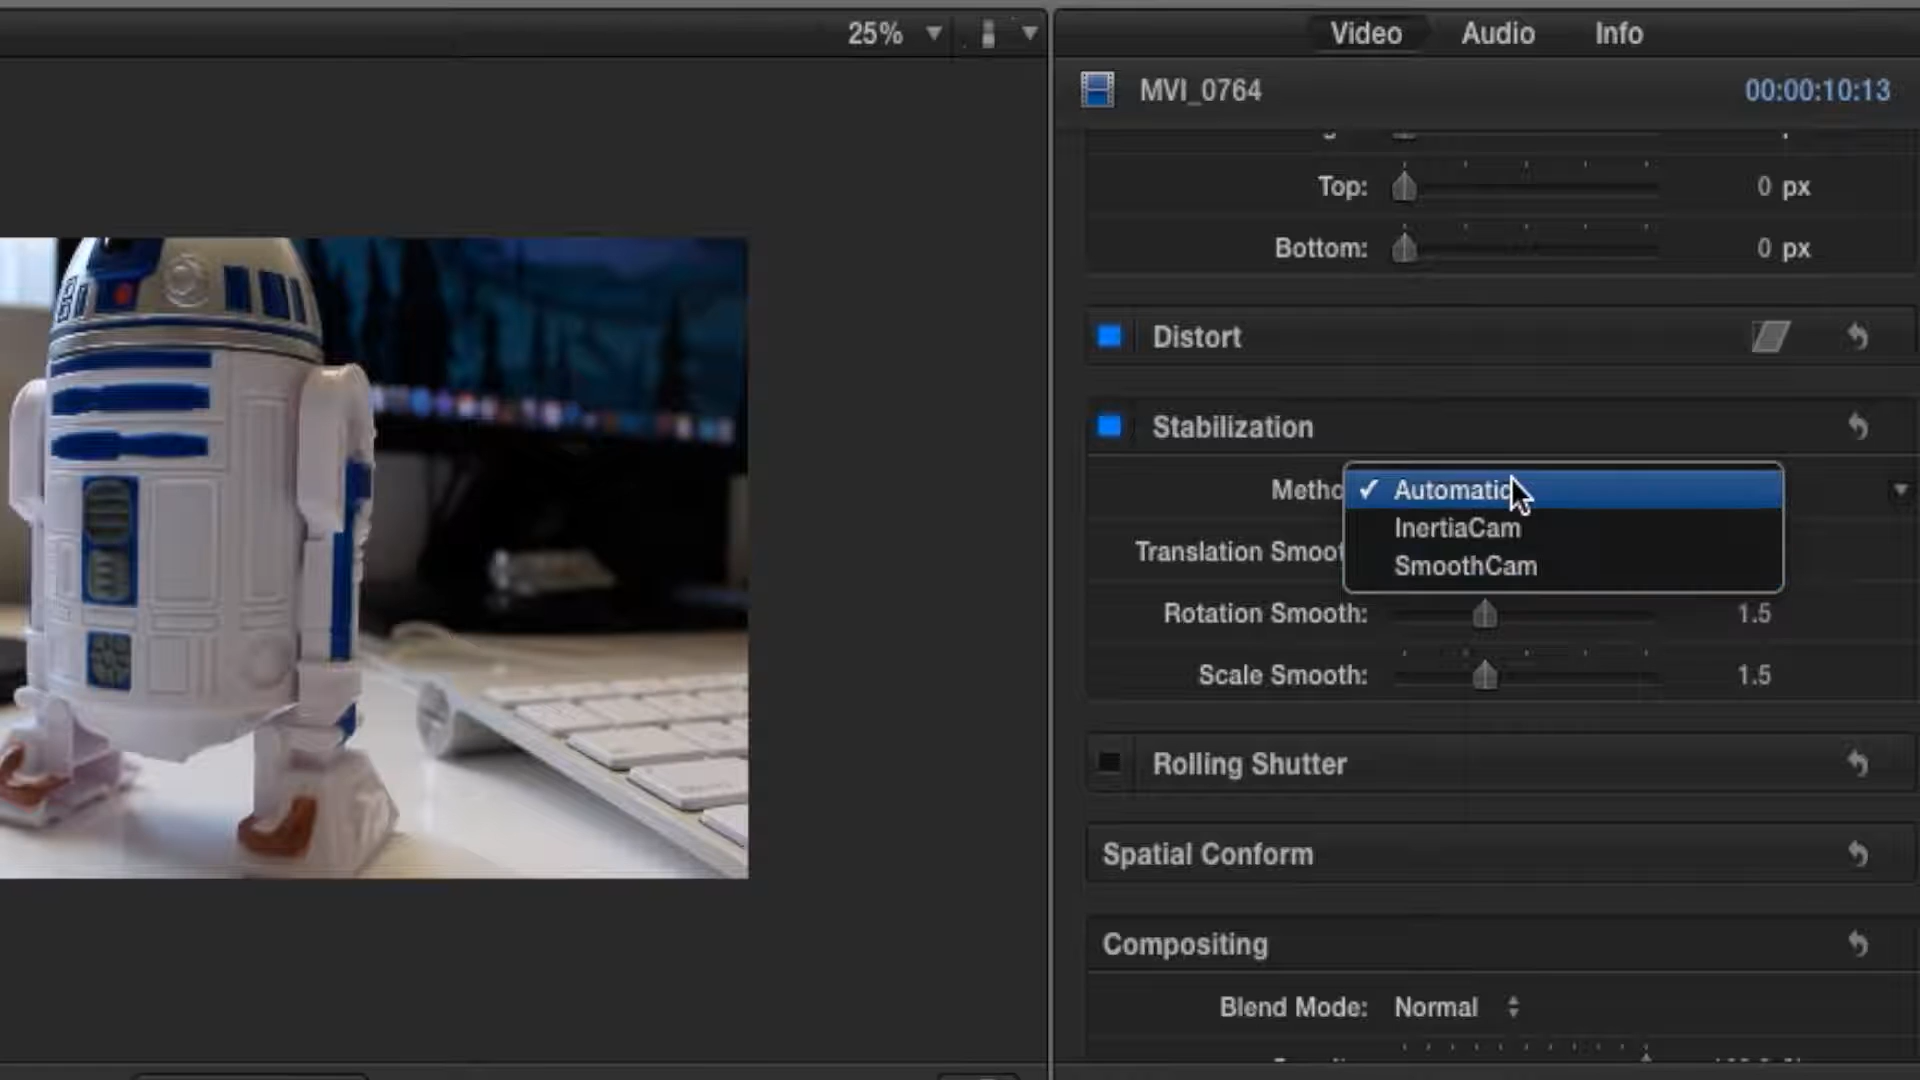 25%
Video Audio Info
MVI_0764 00:00:10:13
Top: 0 px
Bottom: 0 px
Distort
Stabilization
Metho ✓ Automatic
InertiaCam
Translation Smoot
SmoothCam
Rotation Smooth: 1.5
Scale Smooth: 1.5
Rolling Shutter
Spatial Conform
Compositing
Blend Mode: Normal